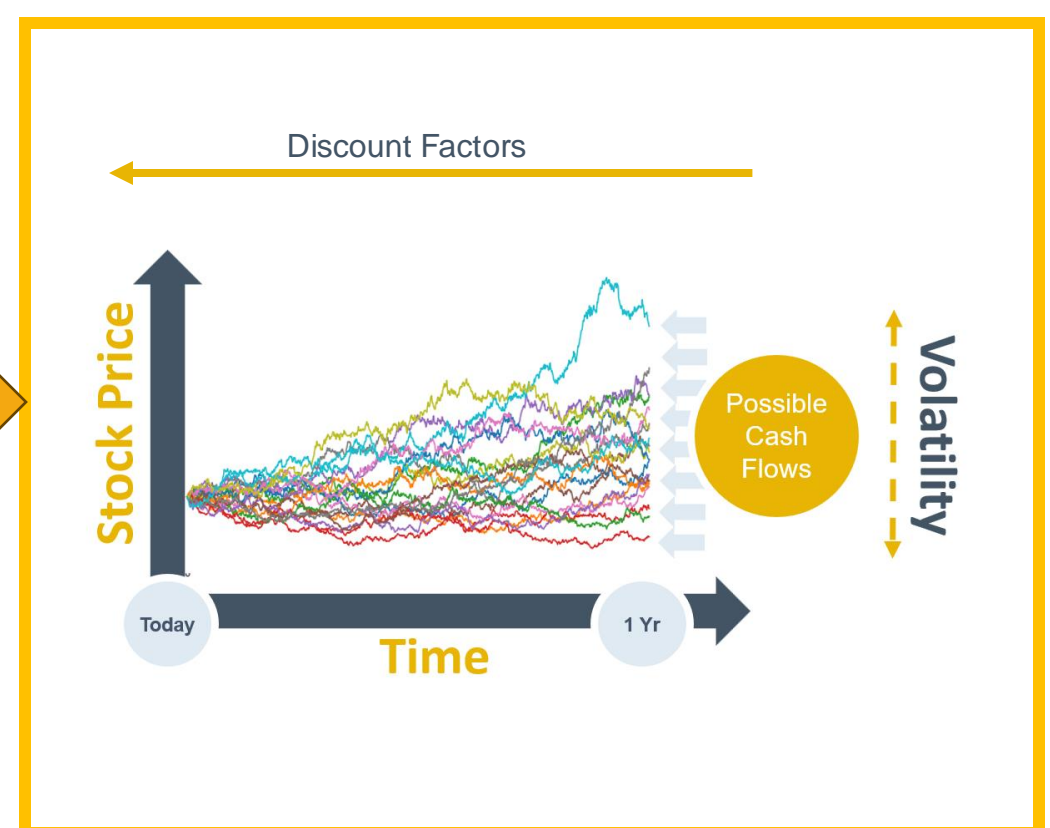 Discount Factors
Stock Price
Possible
Cash
Flows
Volatility
Today
1 Yr
Time